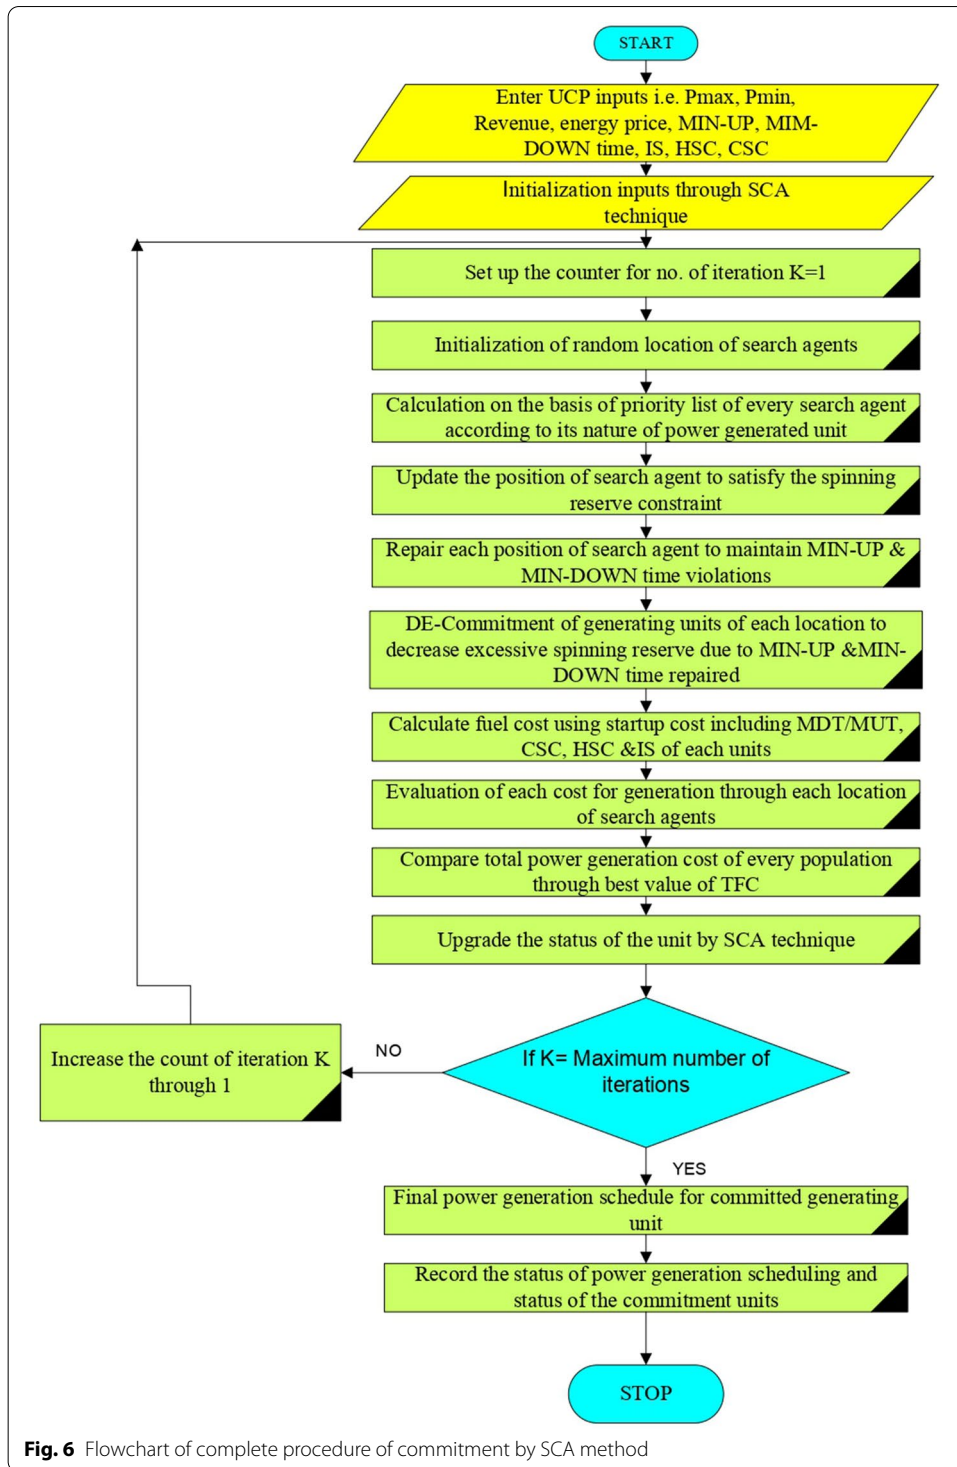 START
Enter UCP inputs i.e. Pmax, Pmin,
Revenue, energy price, MIN-UP, MIM-
DOWN time, IS, HSC, CSC
Initialization inputs through SCA
technique
Set up the counter for no. of iteration K=1
Initialization of random location of search agents
Calculation on the basis of priority list of every search agent
according to its nature of power generated unit
Update the position of search agent to satisfy the spinning
reserve constraint
Repair each position of search agent to maintain MIN-UP &
MIN-DOWN time violations
DE-Commitment of generating units of each location to
decrease excessive spinning reserve due to MIN-UP &MIN-
DOWN time repaired
Calculate fuel cost using startup cost including MDT/MUT,
CSC, HSC &IS of each units
Evaluation of each cost for generation through each location
of search agents
Compare total power generation cost of every population
through best value of TFC
Upgrade the status of the unit by SCA technique
If K= Maximum number of
iterations
NO
Increase the count of iteration K
through 1
YES
Final power generation schedule for committed generating
unit
Record the status of power generation scheduling and
status of the commitment units
STOP
Fig. 6 Flowchart of complete procedure of commitment by SCA method